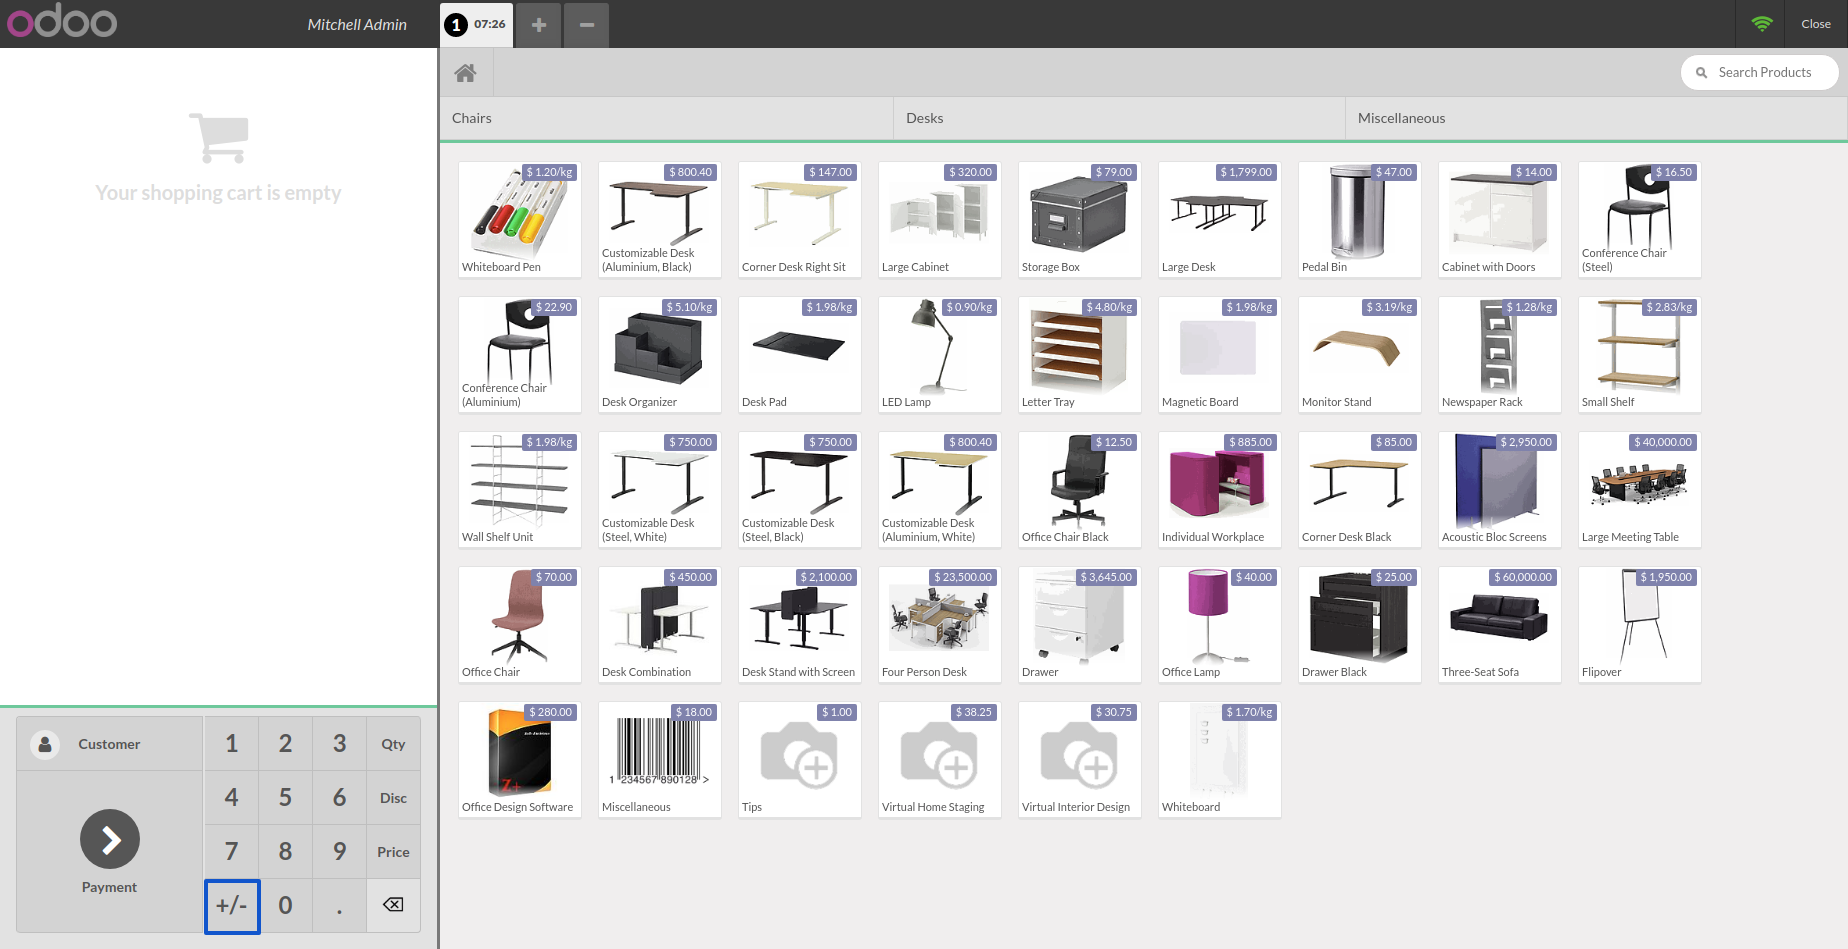 odoo
Mitchell Admin
1 07:26
Close
Search Products
Chairs
Desks
Miscellaneous
Your shopping cart is empty
$ 1.20/kg
Whiteboard Pen
$ 800.40
Customizable Desk
(Aluminium, Black)
$ 147.00
Corner Desk Right Sit
$ 320.00
Large Cabinet
$ 79.00
Storage Box
$ 1,799.00
Large Desk
$ 47.00
Pedal Bin
$ 14.00
Cabinet with Doors
$ 16.50
Conference Chair
(Steel)
$ 22.90
Conference Chair
(Aluminium)
$ 5.10/kg
Desk Organizer
$ 1.98/kg
Desk Pad
$ 0.90/kg
LED Lamp
$ 4.80/kg
Letter Tray
$ 1.98/kg
Magnetic Board
$ 3.19/kg
Monitor Stand
$ 1.28/kg
Newspaper Rack
$ 2.83/kg
Small Shelf
$ 1.98/kg
Wall Shelf Unit
$ 750.00
Customizable Desk
(Steel, White)
$ 750.00
Customizable Desk
(Steel, Black)
$ 800.40
Customizable Desk
(Aluminium, White)
$ 12.50
Office Chair Black
$ 885.00
Individual Workplace
$ 85.00
Corner Desk Black
$ 2,950.00
Acoustic Bloc Screens
$ 40,000.00
Large Meeting Table
$ 70.00
Office Chair
$ 450.00
Desk Combination
$ 2,100.00
Desk Stand with Screen
$ 23,500.00
Four Person Desk
$ 3,645.00
Drawer
$ 40.00
Office Lamp
$ 25.00
Drawer Black
$ 60,000.00
Three-Seat Sofa
$ 1,950.00
Flipover
$ 280.00
Z+
Office Design Software
$ 18.00
1 234567 890128 >
Miscellaneous
$ 1.00
Tips
$ 38.25
Virtual Home Staging
$ 30.75
Virtual Interior Design
$ 1.70/kg
Whiteboard
Customer
Payment
1 2 3 Qty
4 5 6 Disc
7 8 9 Price
+/- 0 .